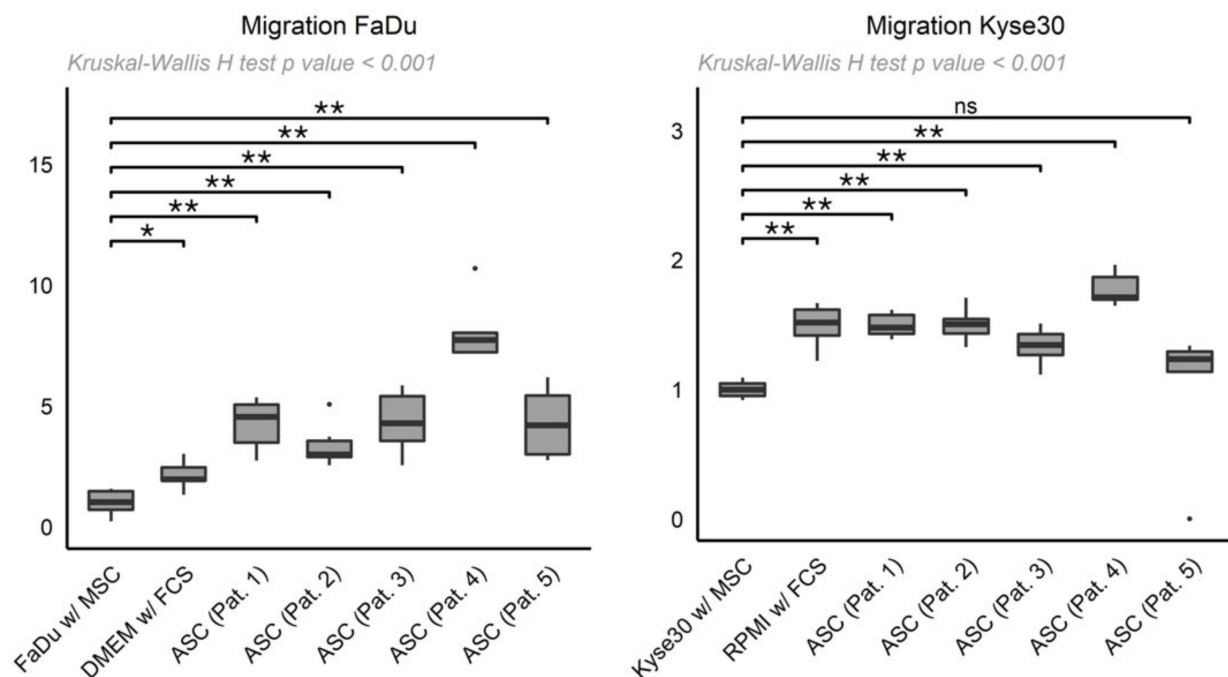 Migration FaDu
Kruskal-Wallis H test p value < 0.001
**
**
**
**
**
*
15
10
5
0
FaDu w/ MSC
DMEM w/ FCS
ASC (Pat. 1)
ASC (Pat. 2)
ASC (Pat. 3)
ASC (Pat. 4)
ASC (Pat. 5)
Migration Kyse30
Kruskal-Wallis H test p value < 0.001
ns
**
**
**
**
**
3
2
1
0
Kyse30 w/ MSC
RPMI w/ FCS
ASC (Pat. 1)
ASC (Pat. 2)
ASC (Pat. 3)
ASC (Pat. 4)
ASC (Pat. 5)